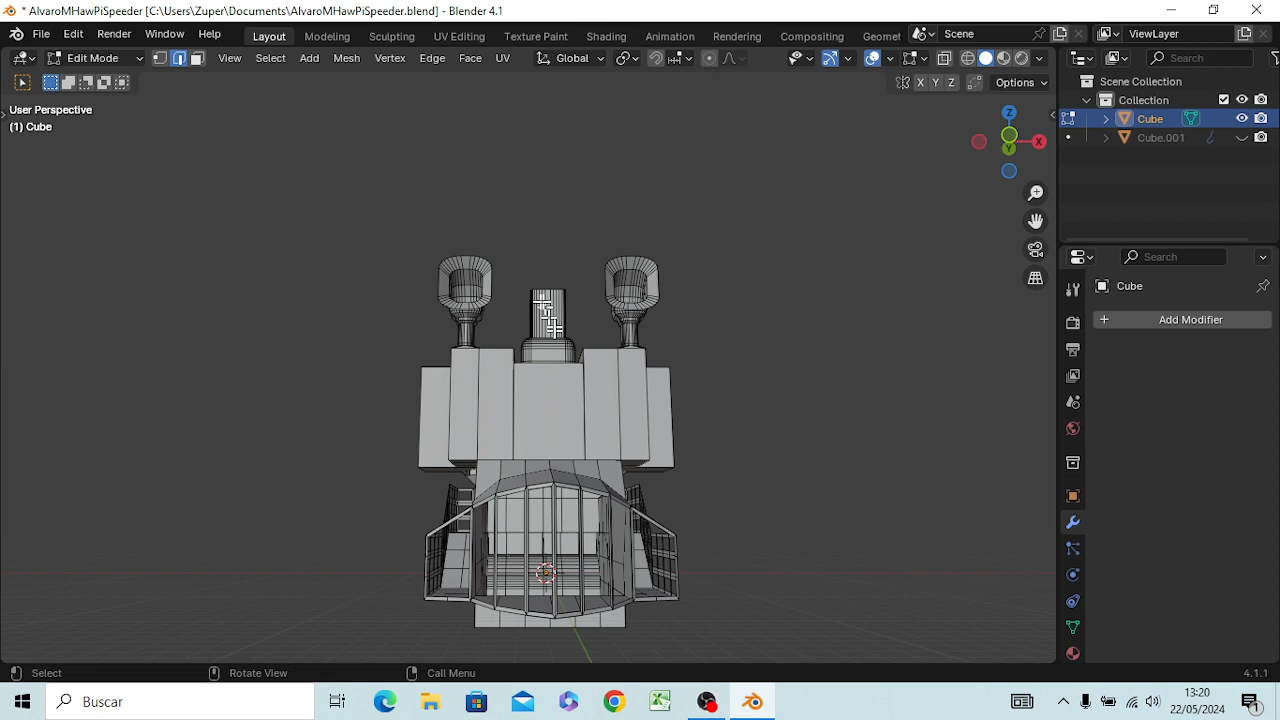 * AlvaroMHawPiSpeeder [C:\Users\Zuper\Documents\AlvaroMHawPiSpeeder.blend] - Blender 4.1
File Edit Render Window Help Layout Modeling Sculpting UV Editing Texture Paint Shading Animation Rendering Compositing Geomet Scene ViewLayer
Edit Mode View Select Add Mesh Vertex Edge Face UV Global Search
X Y Z Options
User Perspective
(1) Cube
Scene Collection
Collection
Cube
Cube.001
Z
X
Y
Search
Cube
Add Modifier
Select Rotate View Call Menu 4.1.1
Buscar
13:20
22/05/2024
1